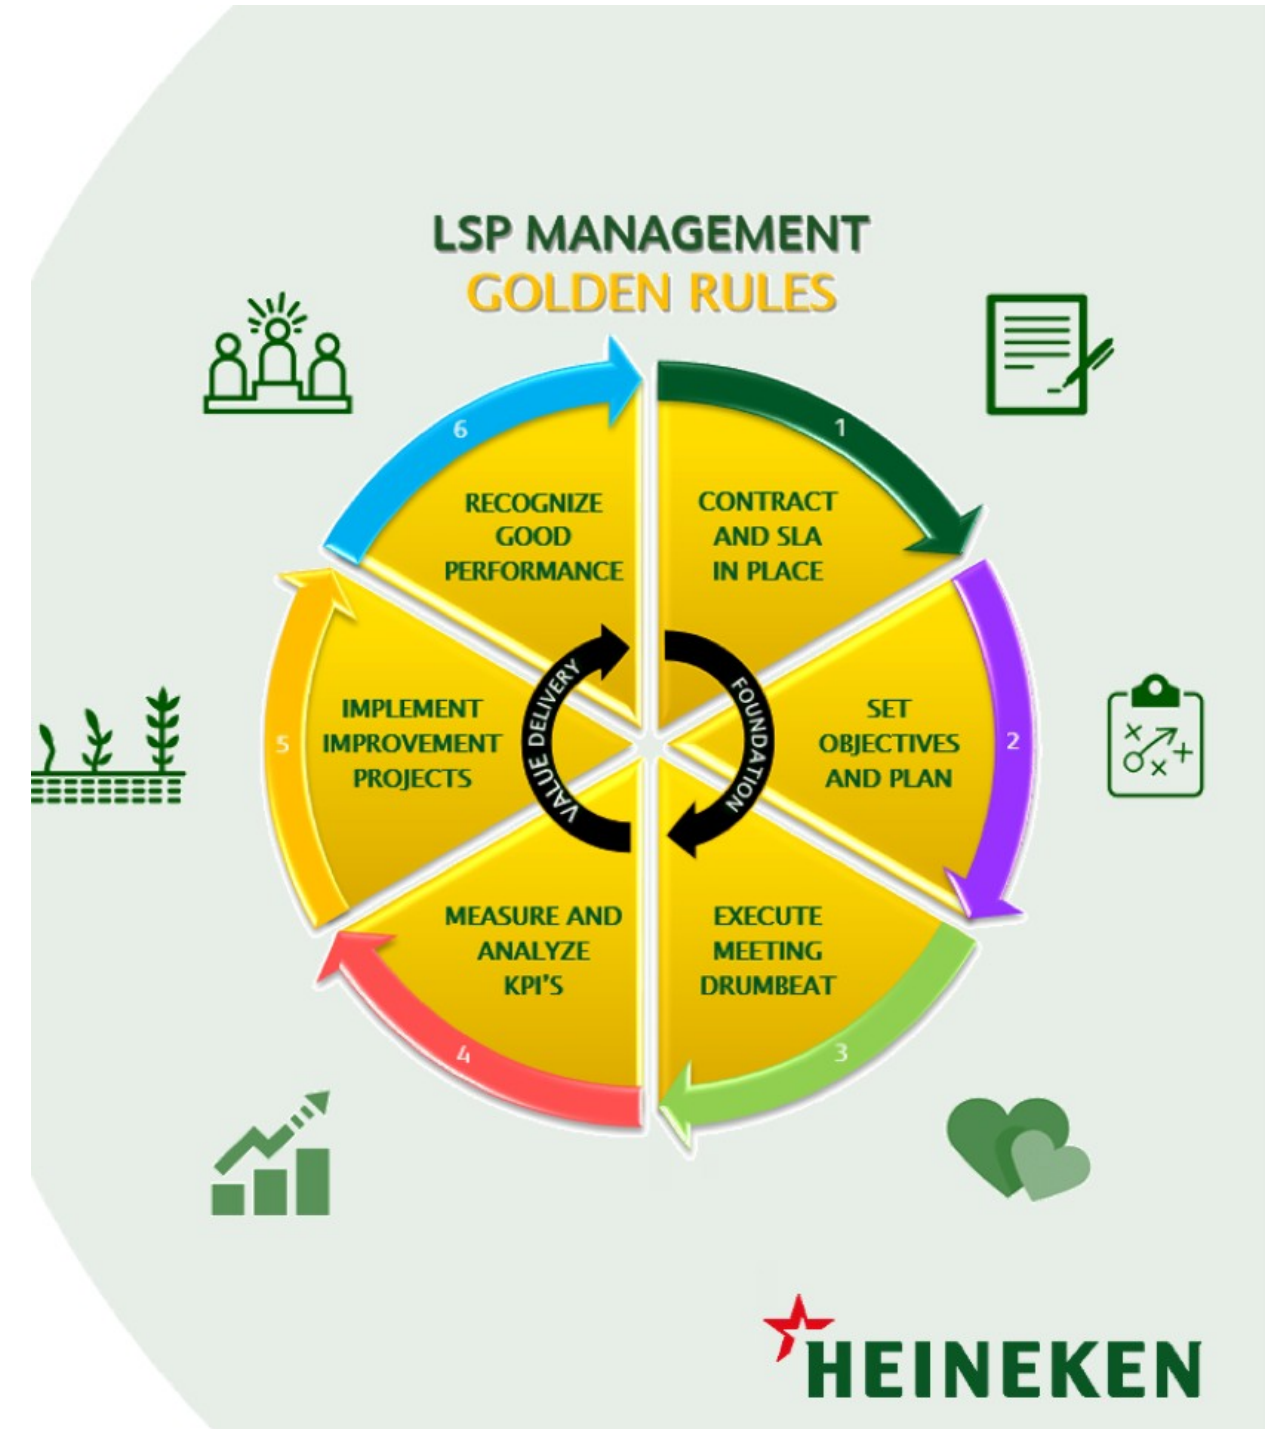 LSP MANAGEMENT
GOLDEN RULES
1
CONTRACT
AND SLA
IN PLACE
2
SET
OBJECTIVES
AND PLAN
3
EXECUTE
MEETING
DRUMBEAT
4
MEASURE AND
ANALYZE
KPI'S
5
IMPLEMENT
IMPROVEMENT
PROJECTS
6
RECOGNIZE
GOOD
PERFORMANCE
FOUNDATION
VALUE DELIVERY
HEINEKEN